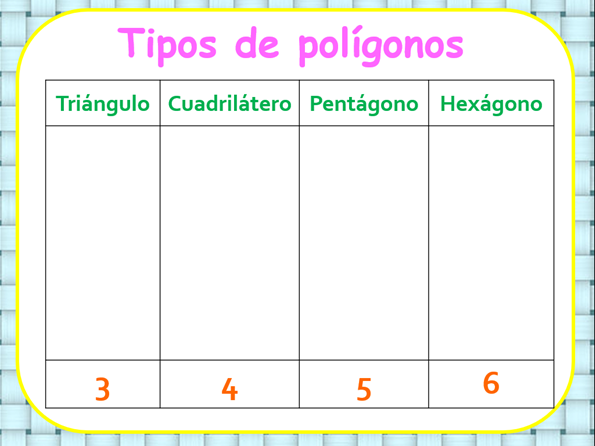 Tipos de polígonos
Triángulo Cuadrilátero Pentágono Hexágono
3 4 5 6